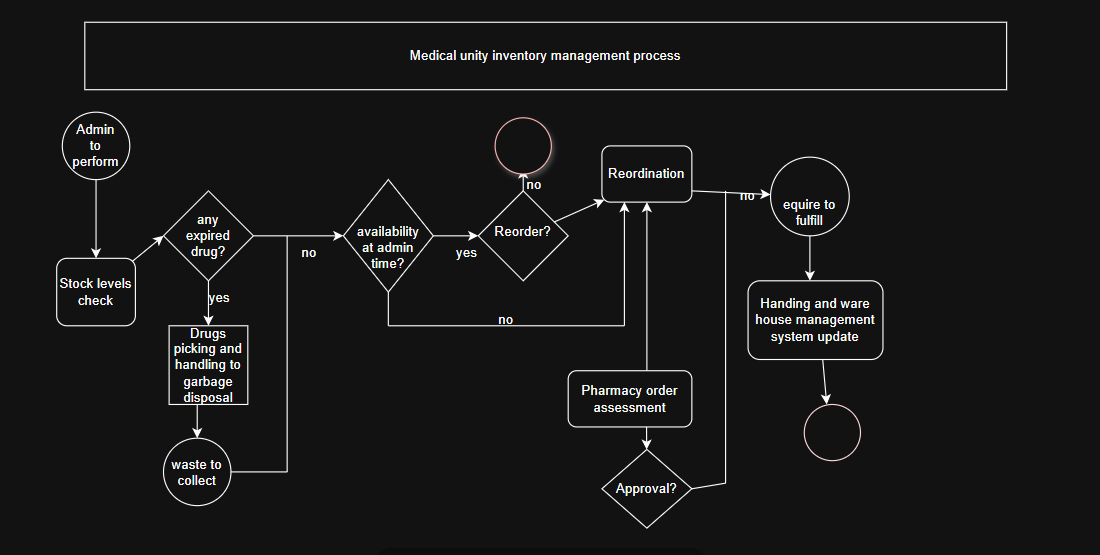 Medical unity inventory management process
Admin
to
perform
Stock levels
check
any
expired
drug?
yes
Drugs
picking and
handling to
garbage
disposal
waste to
collect
no
availability
at admin
time?
yes
no
Reorder?
no
Reordination
Pharmacy order
assessment
Approval?
no
equire to
fulfill
Handing and ware
house management
system update